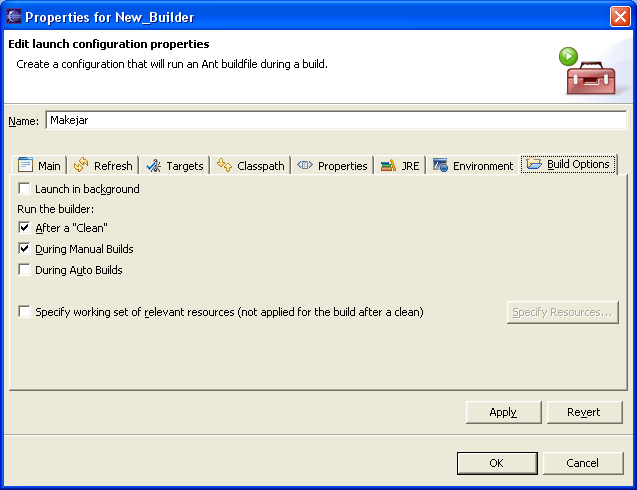 Properties for New_Builder
Edit launch configuration properties
Create a configuration that will run an Ant buildfile during a build.
Name: Makejar
Main Refresh Targets Classpath Properties JRE Environment Build Options
Launch in background
Run the builder:
After a "Clean"
During Manual Builds
During Auto Builds
Specify working set of relevant resources (not applied for the build after a clean) Specify Resources...
Apply Revert
OK Cancel